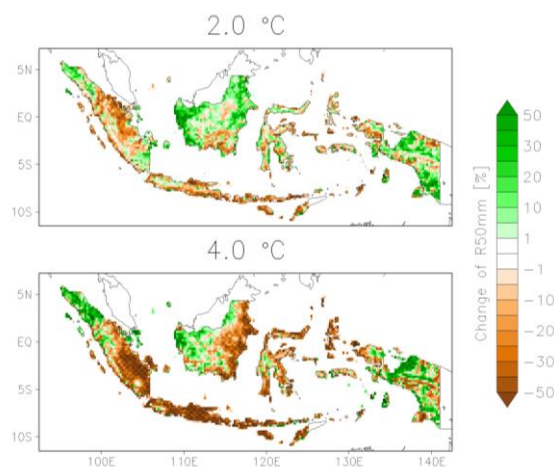 2.0 °C
5N
EQ
5S
10S
4.0 °C
5N
EQ
5S
10S
100E
110E
120E
130E
140E
50
30
20
10
1
-1
-10
-20
-30
-50
Change of R50mm [%]